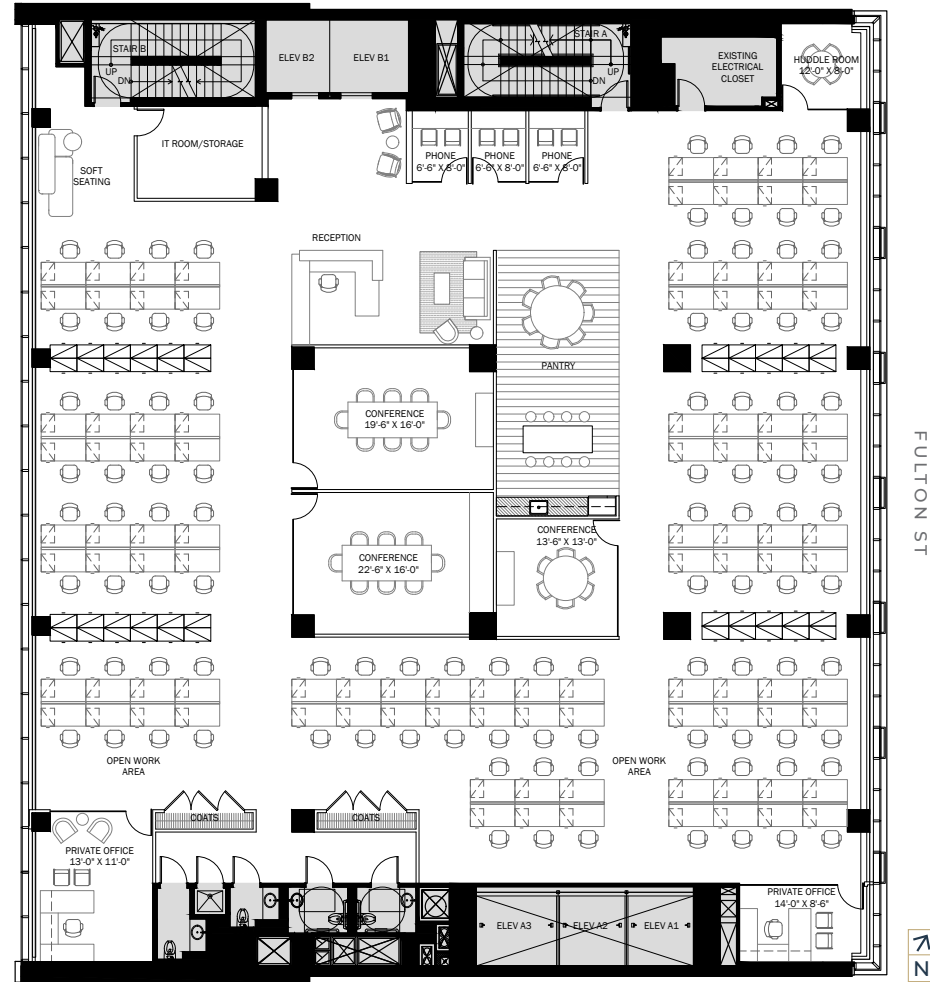 STAIR B
UP
DN
ELEV B2
ELEV B1
STAIR A
UP
DN
EXISTING
ELECTRICAL
CLOSET
HUDDLE ROOM
12'-0" X 8'-0"
IT ROOM/STORAGE
SOFT
SEATING
PHONE
6'-6" X 8'-0"
PHONE
6'-6" X 8'-0"
PHONE
6'-6" X 8'-0"
RECEPTION
PANTRY
CONFERENCE
19'-6" X 16'-0"
CONFERENCE
22'-6" X 16'-0"
CONFERENCE
13'-6" X 13'-0"
FULTON ST
OPEN WORK
AREA
OPEN WORK
AREA
COATS
COATS
PRIVATE OFFICE
13'-0" X 11'-0"
PRIVATE OFFICE
14'-0" X 8'-6"
ELEV A3
ELEV A2
ELEV A1
N